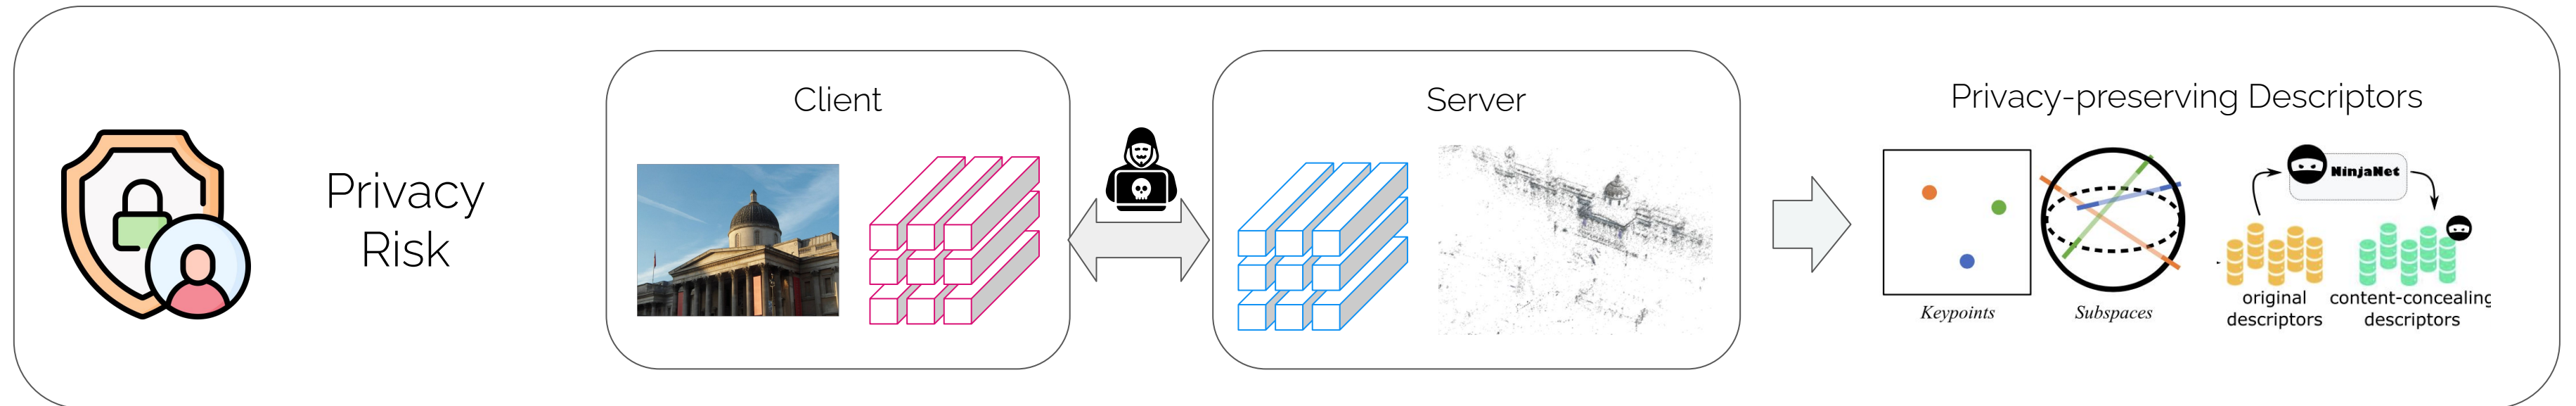 Privacy
Risk
Client
Server
Privacy-preserving Descriptors
Keypoints
Subspaces
NinjaNet
original
descriptors
content-concealing
descriptors